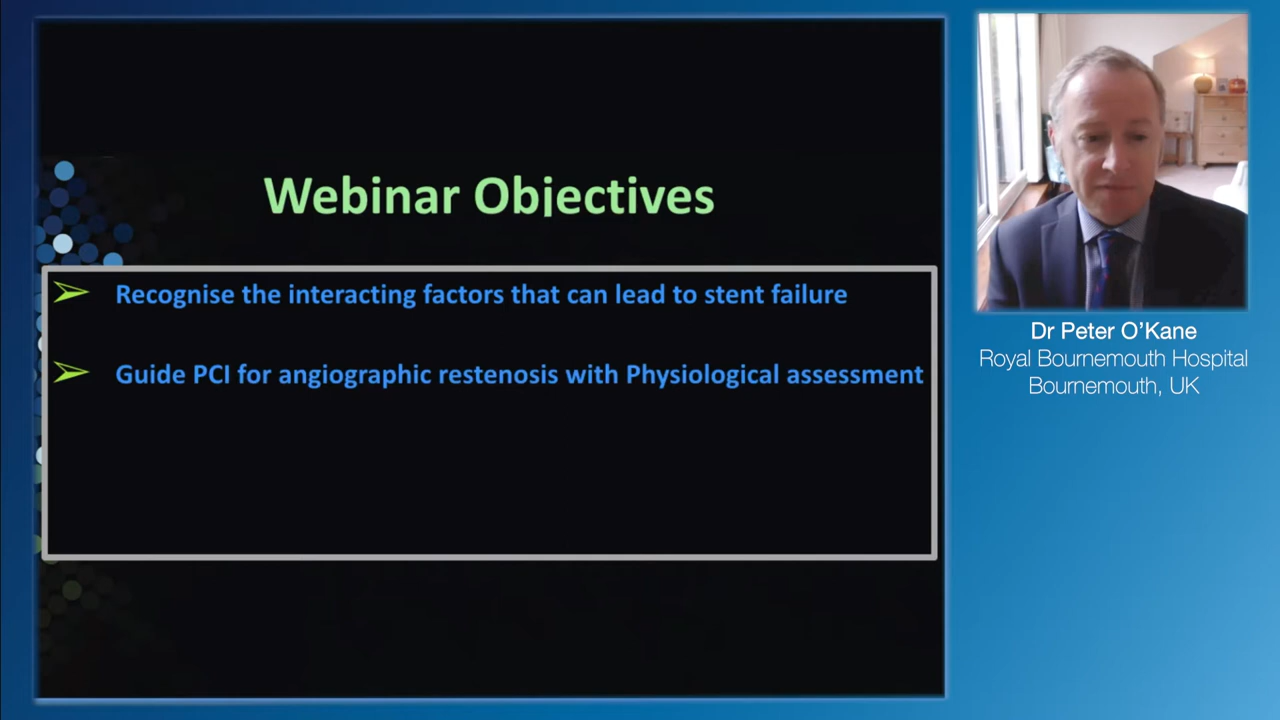 Webinar Objectives
Recognise the interacting factors that can lead to stent failure
Guide PCI for angiographic restenosis with Physiological assessment
Dr Peter O’Kane
Royal Bournemouth Hospital
Bournemouth, UK